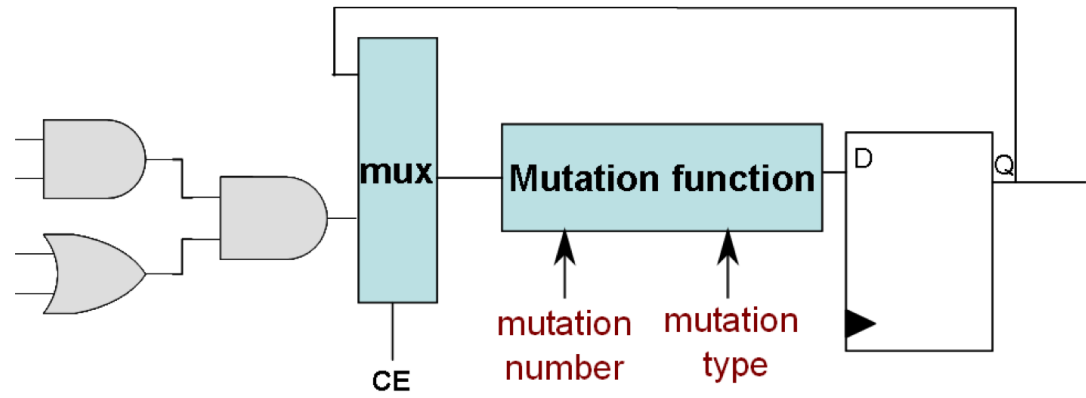 mux
Mutation function
D
Q
mutation
number
mutation
type
CE